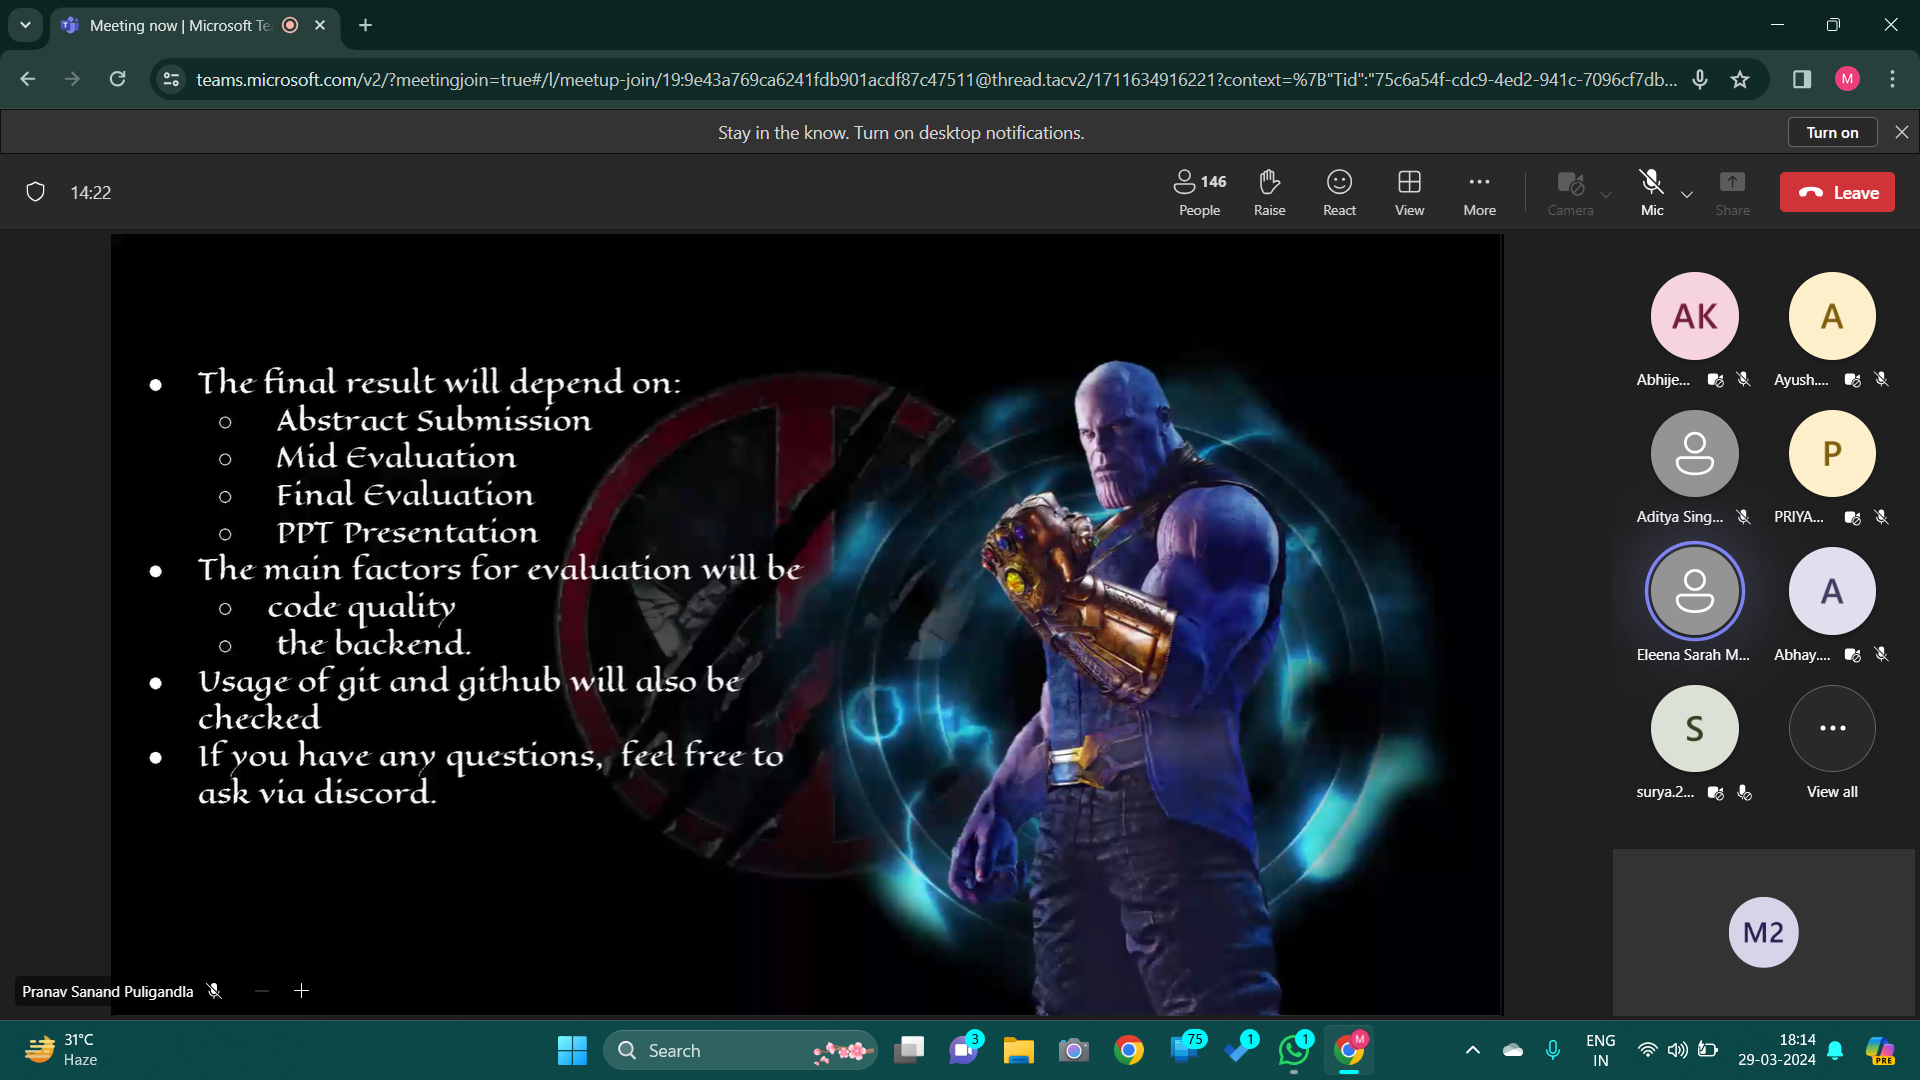 Meeting now | Microsoft Te
teams.microsoft.com/v2/?meetingjoin=true#/l/meetup-join/19:9e43a769ca6241fdb901acdf87c47511@thread.tacv2/1711634916221?context=%7B"Tid":"75c6a54f-cdc9-4ed2-941c-7096cf7db...
M
Stay in the know. Turn on desktop notifications.
Turn on
14:22
146
People
Raise
React
View
More
Camera
Mic
Share
Leave
The final result will depend on:
Abstract Submission
Mid Evaluation
Final Evaluation
PPT Presentation
The main factors for evaluation will be
code quality
the backend.
Usage of git and github will also be
checked
If you have any questions, feel free to
ask via discord.
AK
A
Abhije...
Ayush....
P
Aditya Sing...
PRIYA...
A
Eleena Sarah M...
Abhay....
S
surya.2...
View all
M2
Pranav Sanand Puligandla
31°C
Haze
Search
3
75
1
1
M
ENG
IN
18:14
29-03-2024
PRE